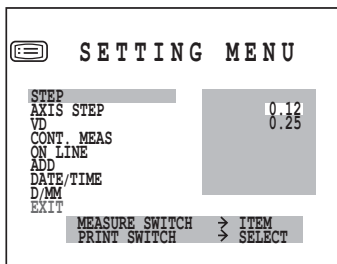 SETTING MENU
STEP
AXIS STEP 0.12
VD 0.25
CONT. MEAS
ON LINE
ADD
DATE/TIME
D/MM
EXIT
MEASURE SWITCH → ITEM
PRINT SWITCH → SELECT